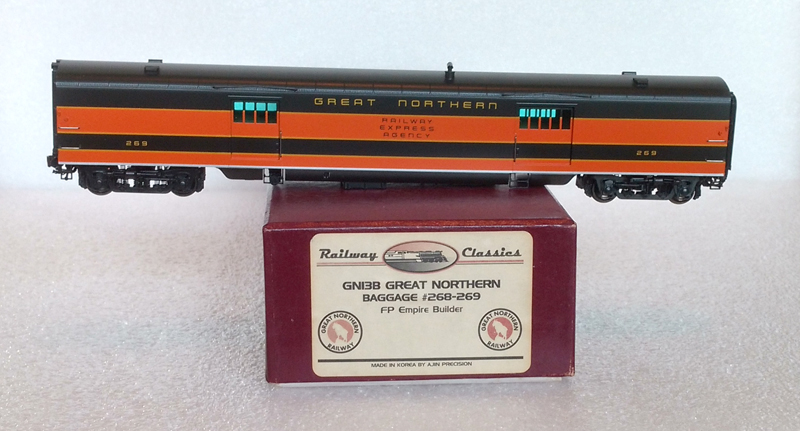 GREAT NORTHERN
RAILWAY
EXPRESS
AGENCY
269
269
Railway Classics
GN13B GREAT NORTHERN
BAGGAGE #268-269
FP Empire Builder
GREAT NORTHERN
RAILWAY
GREAT NORTHERN
RAILWAY
MADE IN KOREA BY AJIN PRECISION